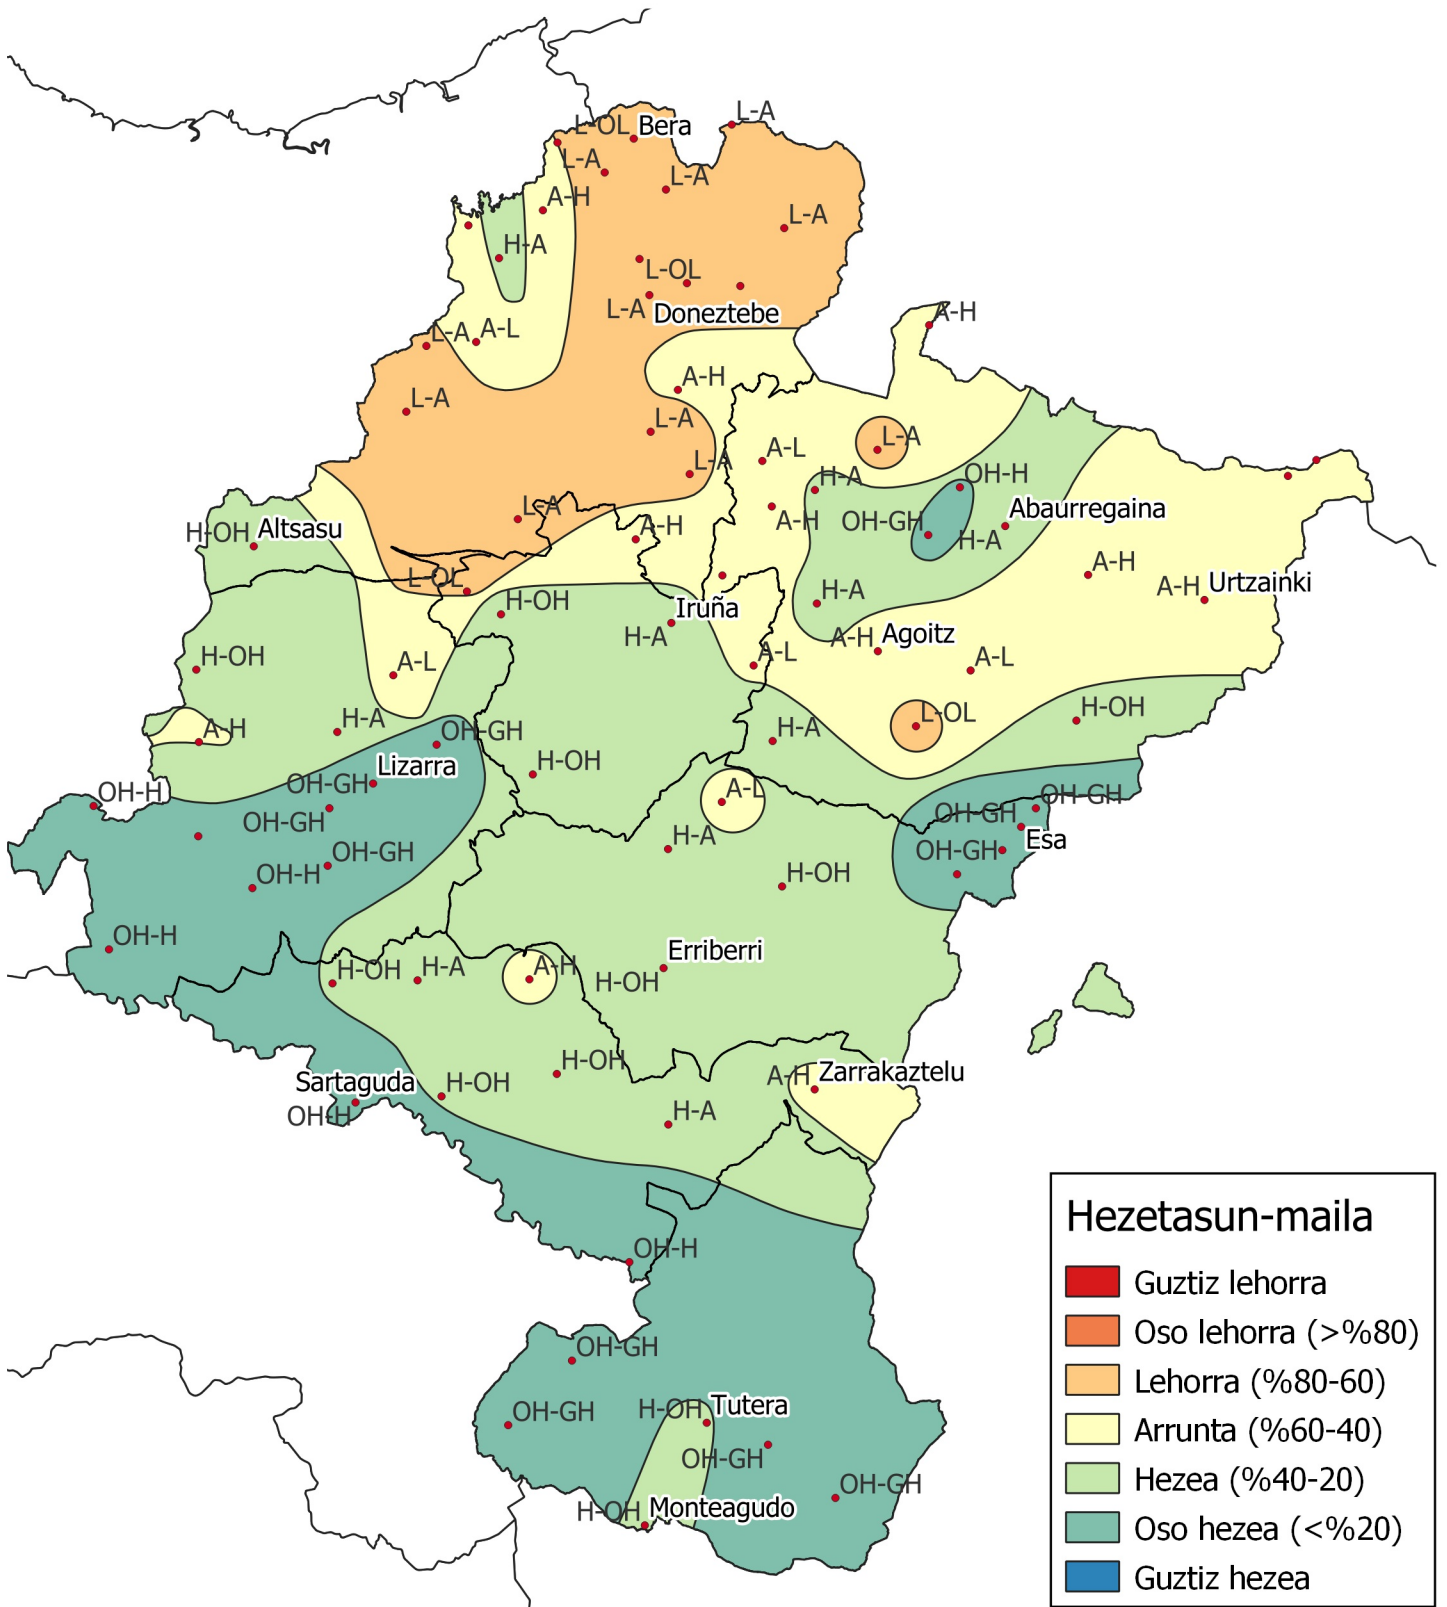 L-A
L-OL
Bera
L-A
L-A
A-H
L-A
H-A
L-OL
L-A
Doneztebe
A-H
L-A
A-L
A-H
L-A
L-A
L-A
A-L
L-A
H-A
OH-H
L-A
A-H
OH-GH
Abaurregaina
H-OH
Altsasu
A-H
H-A
A-H
L-OL
A-H
Urtzainki
H-OH
H-A
Iruña
H-A
A-H
Agoitz
H-OH
A-L
A-L
A-L
H-A
A-H
OH-GH
H-A
L-OL
H-OH
Lizarra
H-OH
OH-GH
OH-H
A-L
OH-GH
OH-GH
OH-GH
H-A
Esa
OH-GH
OH-GH
OH-H
H-OH
OH-H
Erriberri
H-OH
H-A
A-H
H-OH
H-OH
A-H
Zarrakaztelu
Sartaguda
H-OH
OH-H
H-A
OH-H
OH-GH
OH-GH
H-OH
Tutera
OH-GH
OH-GH
H-OH
Monteagudo
Hezetasun-maila
Guztiz lehorra
Oso lehorra (>%80)
Lehorra (%80-60)
Arrunta (%60-40)
Hezea (%40-20)
Oso hezea (<%20)
Guztiz hezea